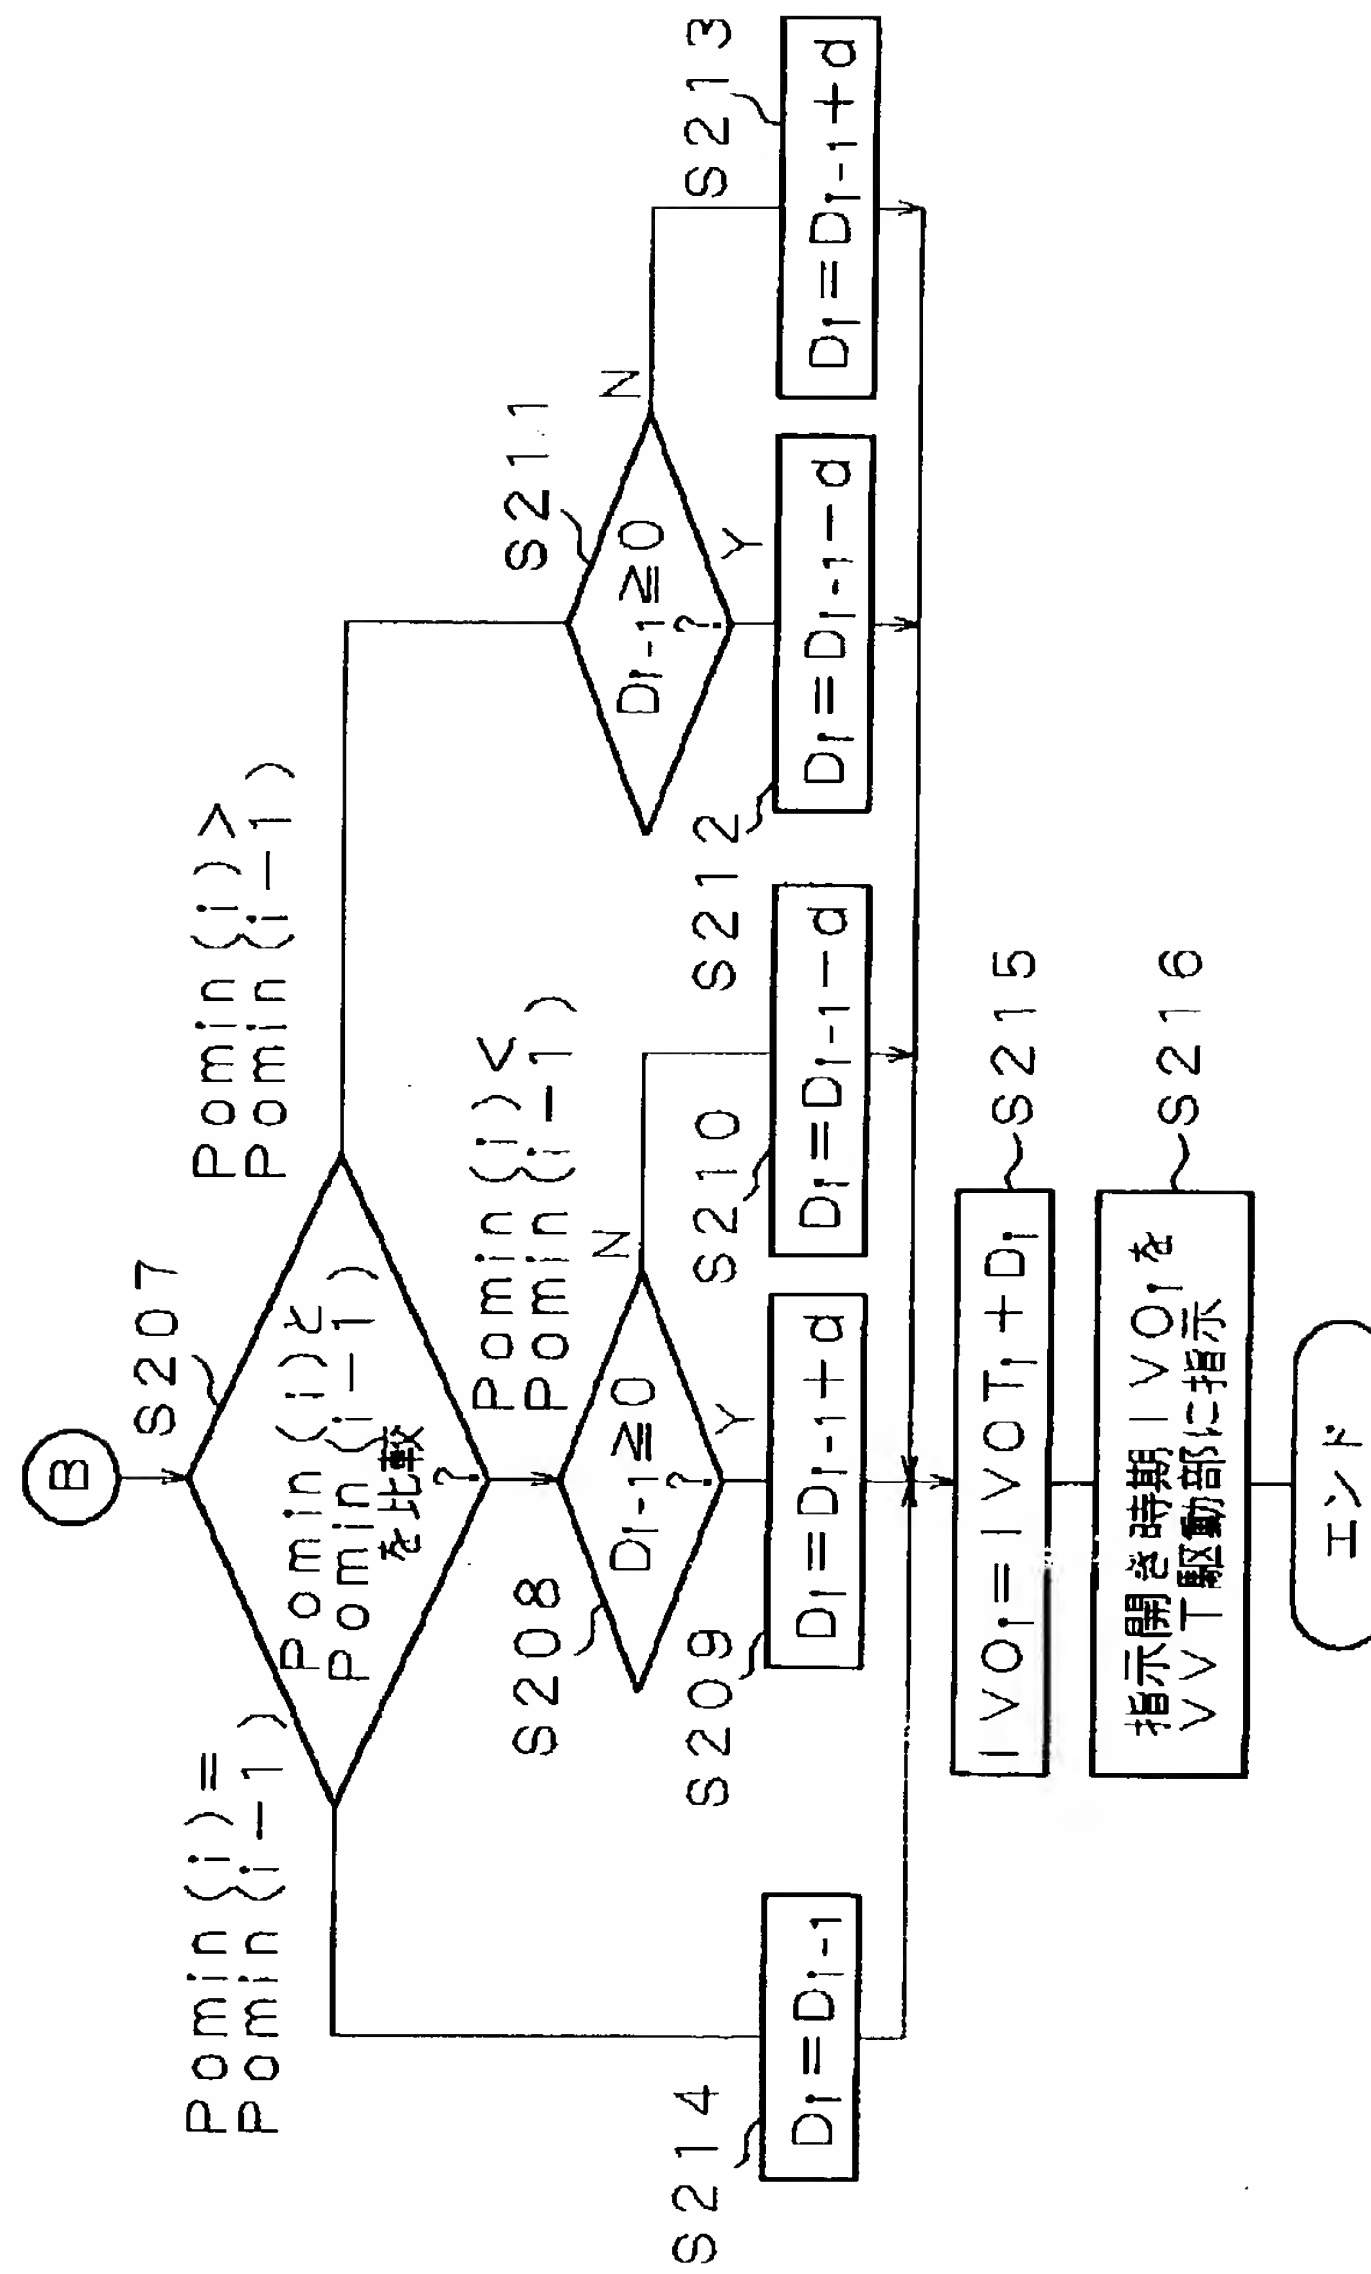 B
S207
Pomin(i)と
Pomin(i-1)
を比較
?
Pomin(i)=
Pomin(i-1)
Pomin(i)<
Pomin(i-1)
Pomin(i)>
Pomin(i-1)
S208
Di-1≧0
?
N
Y
S211
Di-1≧0
?
N
Y
S214
Di=Di-1
S209
Di=Di-1+d
S210
Di=Di-1-d
S212
Di=Di-1-d
S213
Di=Di-1+d
IVOi=IVOTi+Di
S215
指示開き時期IVOiを
VVT駆動部に指示
S216
エンド